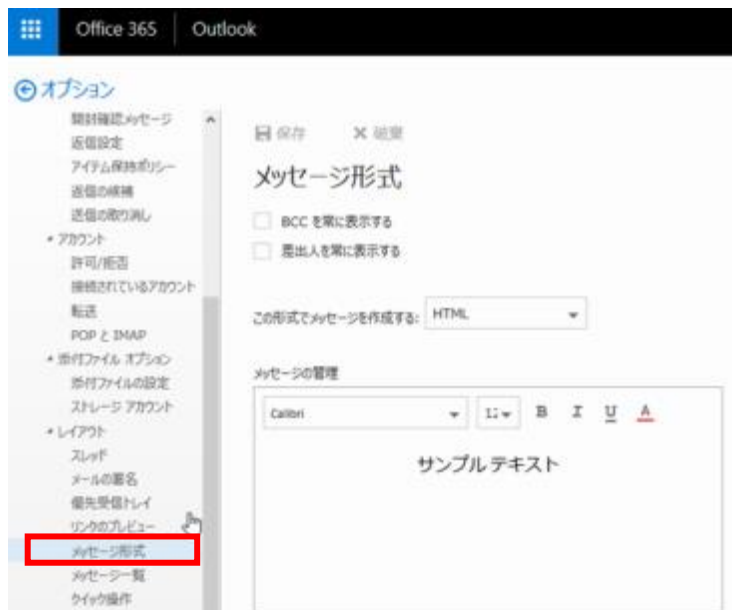 Office 365 Outlook
オプション
開封確認メッセージ
返信設定
アイテム保持ポリシー
返信の候補
送信の取り消し
アカウント
許可/拒否
接続されているアカウント
転送
POP と IMAP
添付ファイル オプション
添付ファイルの設定
ストレージ アカウント
レイアウト
スレッド
メールの署名
優先受信トレイ
リンクのプレビュー
メッセージ形式
メッセージ一覧
クイック操作
保存 破棄
メッセージ形式
BCC を常に表示する
差出人を常に表示する
この形式でメッセージを作成する: HTML
メッセージの管理
Calibri 12 B I U A
サンプル テキスト